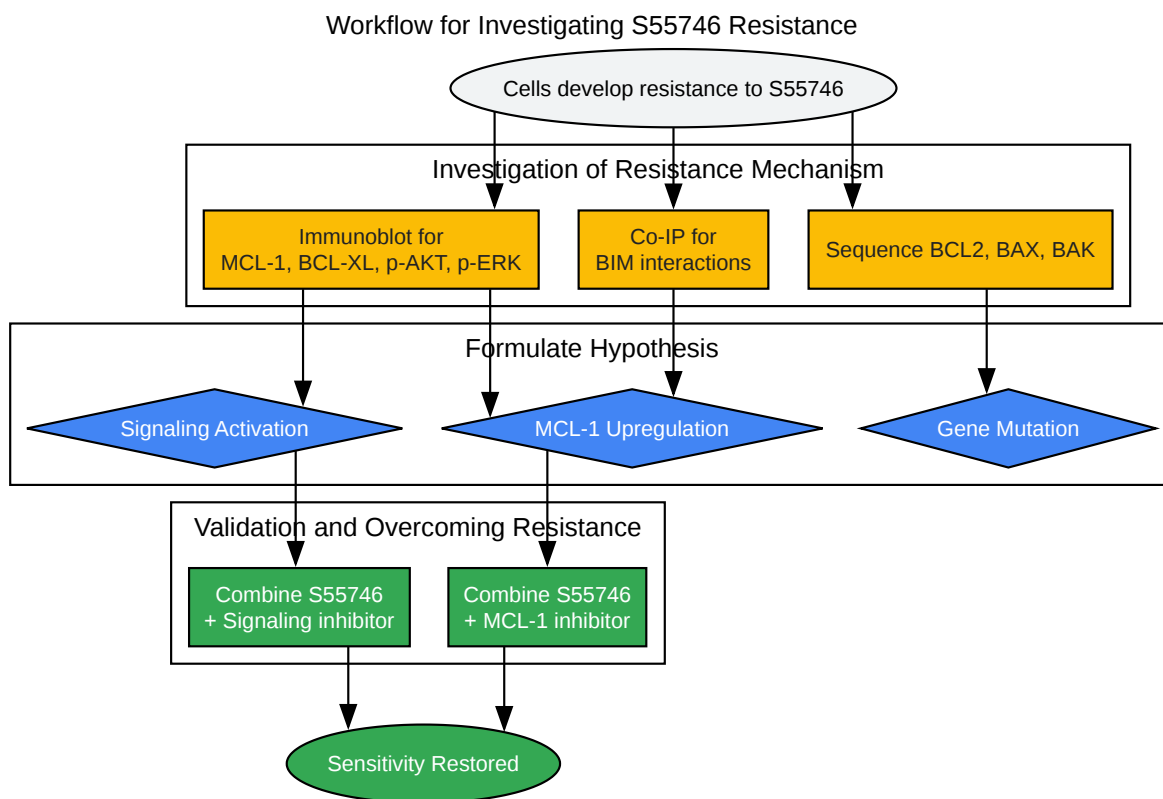 Workflow for Investigating S55746 Resistance
Cells develop resistance to S55746
Investigation of Resistance Mechanism
Immunoblot for
MCL-1, BCL-XL, p-AKT, p-ERK
Co-IP for
BIM interactions
Sequence BCL2, BAX, BAK
Formulate Hypothesis
Signaling Activation
MCL-1 Upregulation
Gene Mutation
Validation and Overcoming Resistance
Combine S55746
+ Signaling inhibitor
Combine S55746
+ MCL-1 inhibitor
Sensitivity Restored